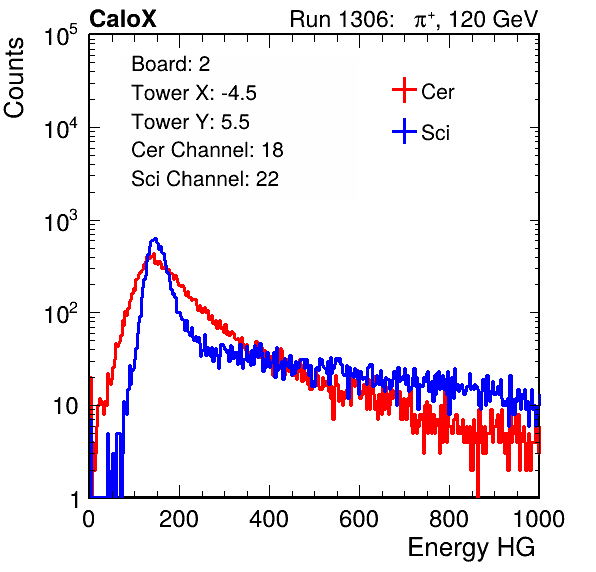 CaloX Run 1306: π⁺, 120 GeV
Counts
10⁵
10⁴
10³
10²
10
1
Board: 2
Tower X: -4.5
Tower Y: 5.5
Cer Channel: 18
Sci Channel: 22
Cer
Sci
0 200 400 600 800 1000
Energy HG